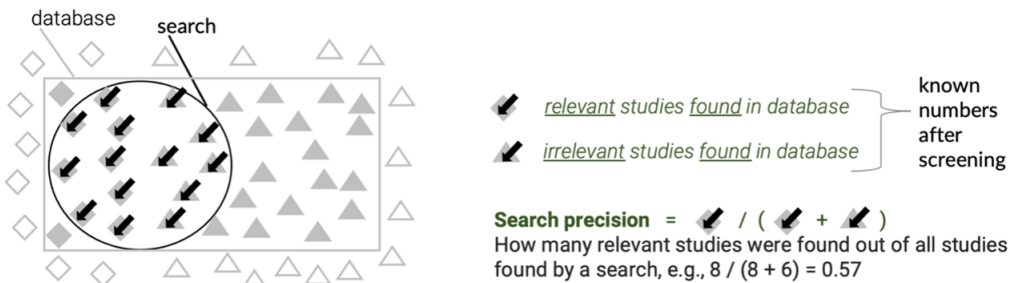 database
search
relevant studies found in database
irrelevant studies found in database
known
numbers
after
screening
Search precision = / ( + )
How many relevant studies were found out of all studies
found by a search, e.g., 8 / (8 + 6) = 0.57